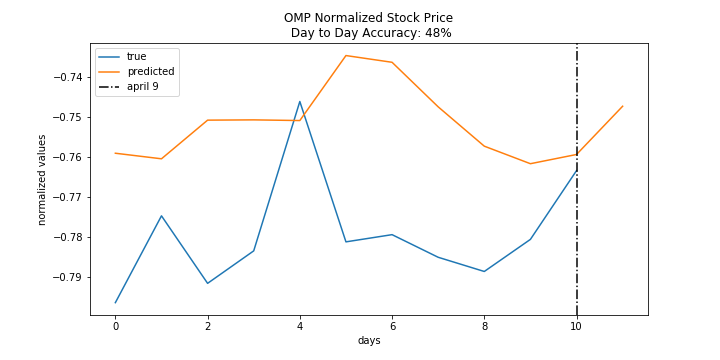 OMP Normalized Stock Price
Day to Day Accuracy: 48%
true
predicted
april 9
normalized values
−0.74
−0.75
−0.76
−0.77
−0.78
−0.79
0 2 4 6 8 10
days